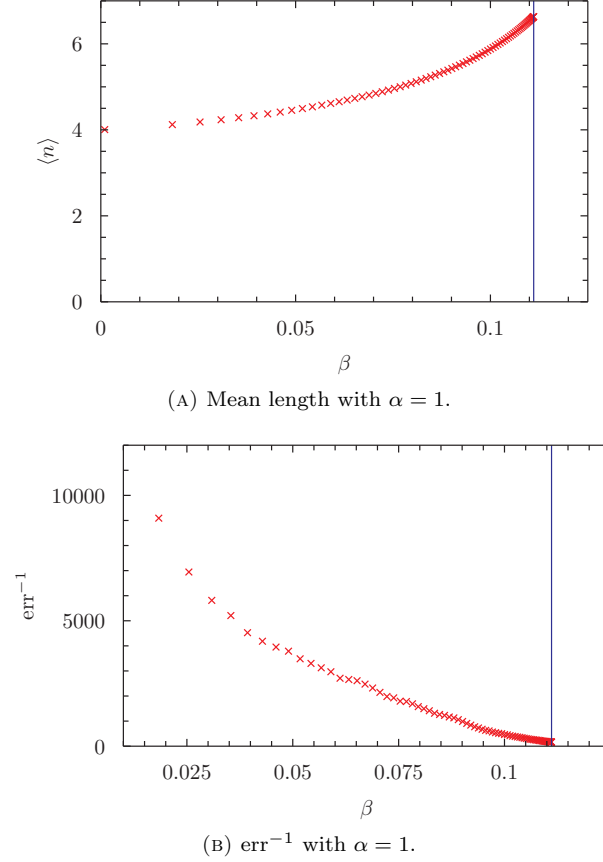 6
4
2
0
⟨n⟩
0
0.05
0.1
β
(A) Mean length with α = 1.
10000
5000
0
err⁻¹
0.025
0.05
0.075
0.1
β
(B) err⁻¹ with α = 1.